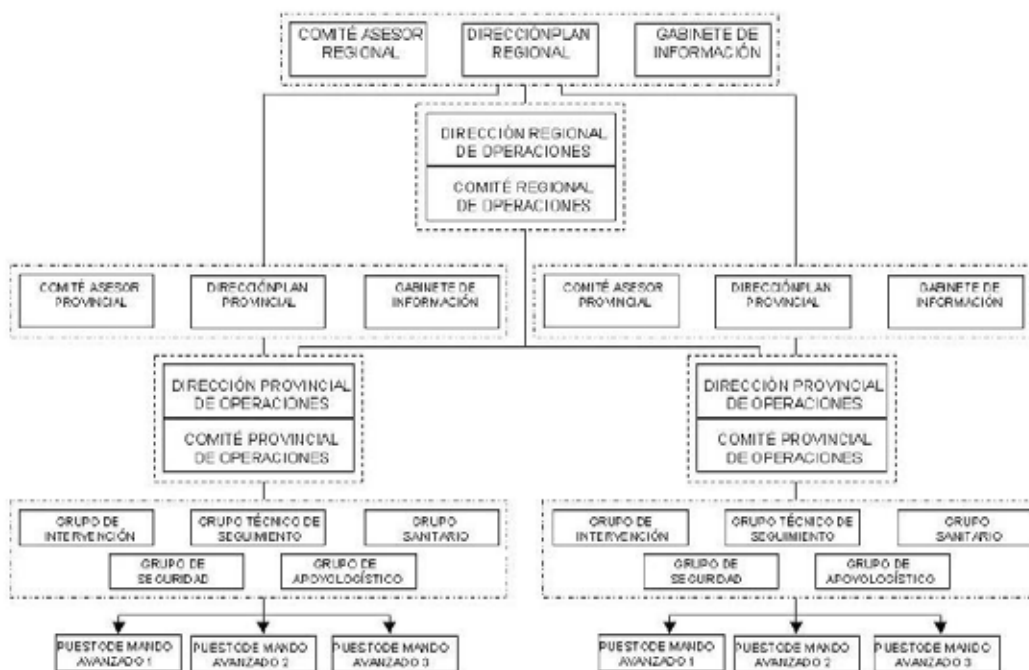 COMITÉ ASESOR
REGIONAL
DIRECCIÓNPLAN
REGIONAL
GABINETE DE
INFORMACIÓN
DIRECCIÓN REGIONAL
DE OPERACIONES
COMITÉ REGIONAL
DE OPERACIONES
COMITÉ ASESOR
PROVINCIAL
DIRECCIÓNPLAN
PROVINCIAL
GABINETE DE
INFORMACIÓN
COMITÉ ASESOR
PROVINCIAL
DIRECCIÓNPLAN
PROVINCIAL
GABINETE DE
INFORMACIÓN
DIRECCIÓN PROVINCIAL
DE OPERACIONES
COMITÉ PROVINCIAL
DE OPERACIONES
DIRECCIÓN PROVINCIAL
DE OPERACIONES
COMITÉ PROVINCIAL
DE OPERACIONES
GRUPO DE
INTERVENCIÓN
GRUPO TÉCNICO DE
SEGUIMIENTO
GRUPO
SANITARIO
GRUPO DE
SEGURIDAD
GRUPO DE
APOYOLOGÍSTICO
GRUPO DE
INTERVENCIÓN
GRUPO TÉCNICO DE
SEGUIMIENTO
GRUPO
SANITARIO
GRUPO DE
SEGURIDAD
GRUPO DE
APOYOLOGÍSTICO
PUESTODE MANDO
AVANZADO 1
PUESTODE MANDO
AVANZADO 2
PUESTODE MANDO
AVANZADO 3
PUESTODE MANDO
AVANZADO 1
PUESTODE MANDO
AVANZADO 2
PUESTODE MANDO
AVANZADO 3